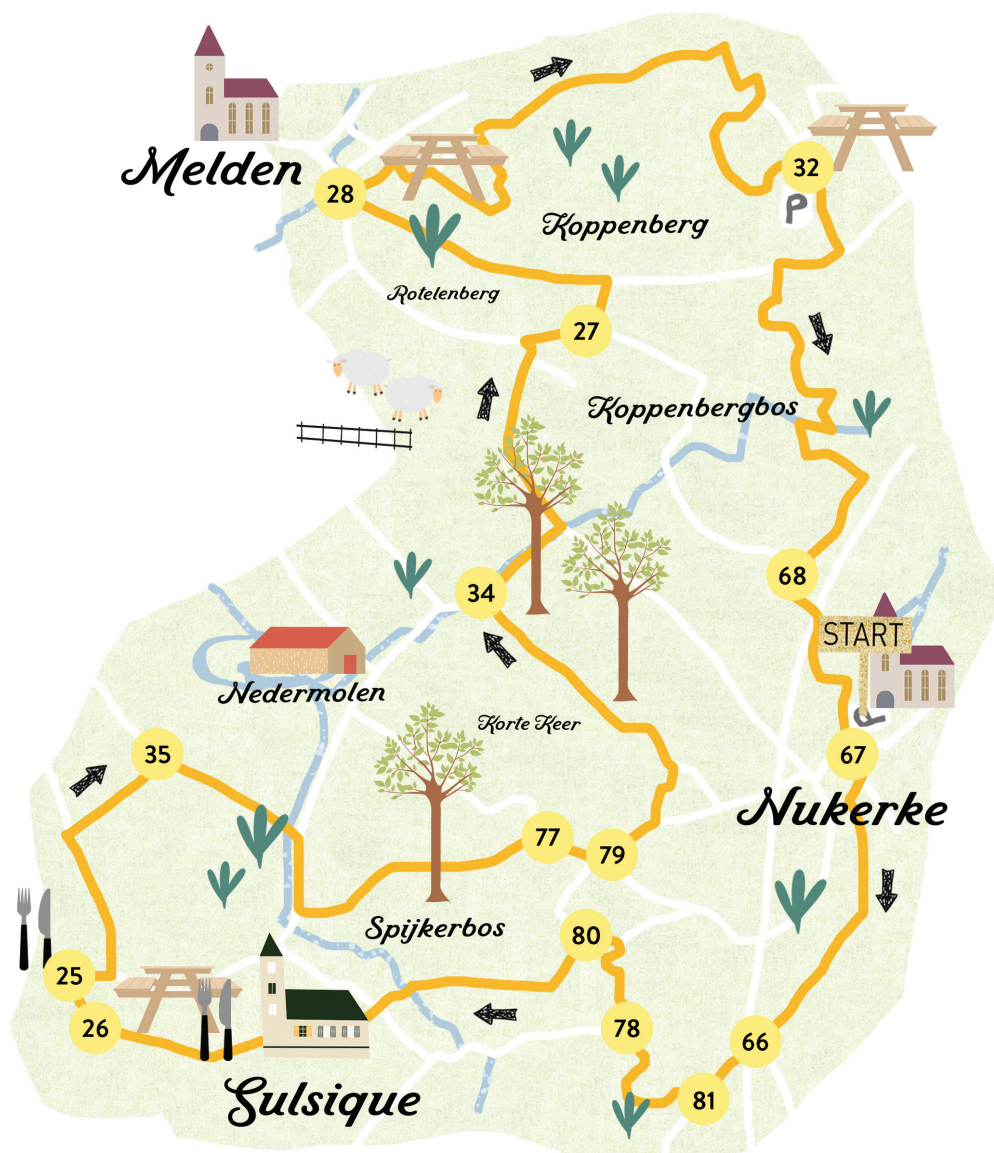 Melden
28
32
P
Koppenberg
Rotelenberg
27
Koppenbergbos
34
68
START
Nedermolen
Korte Keer
P
35
67
Nukerke
77
79
Spijkerbos
80
25
26
78
66
Sulsique
81